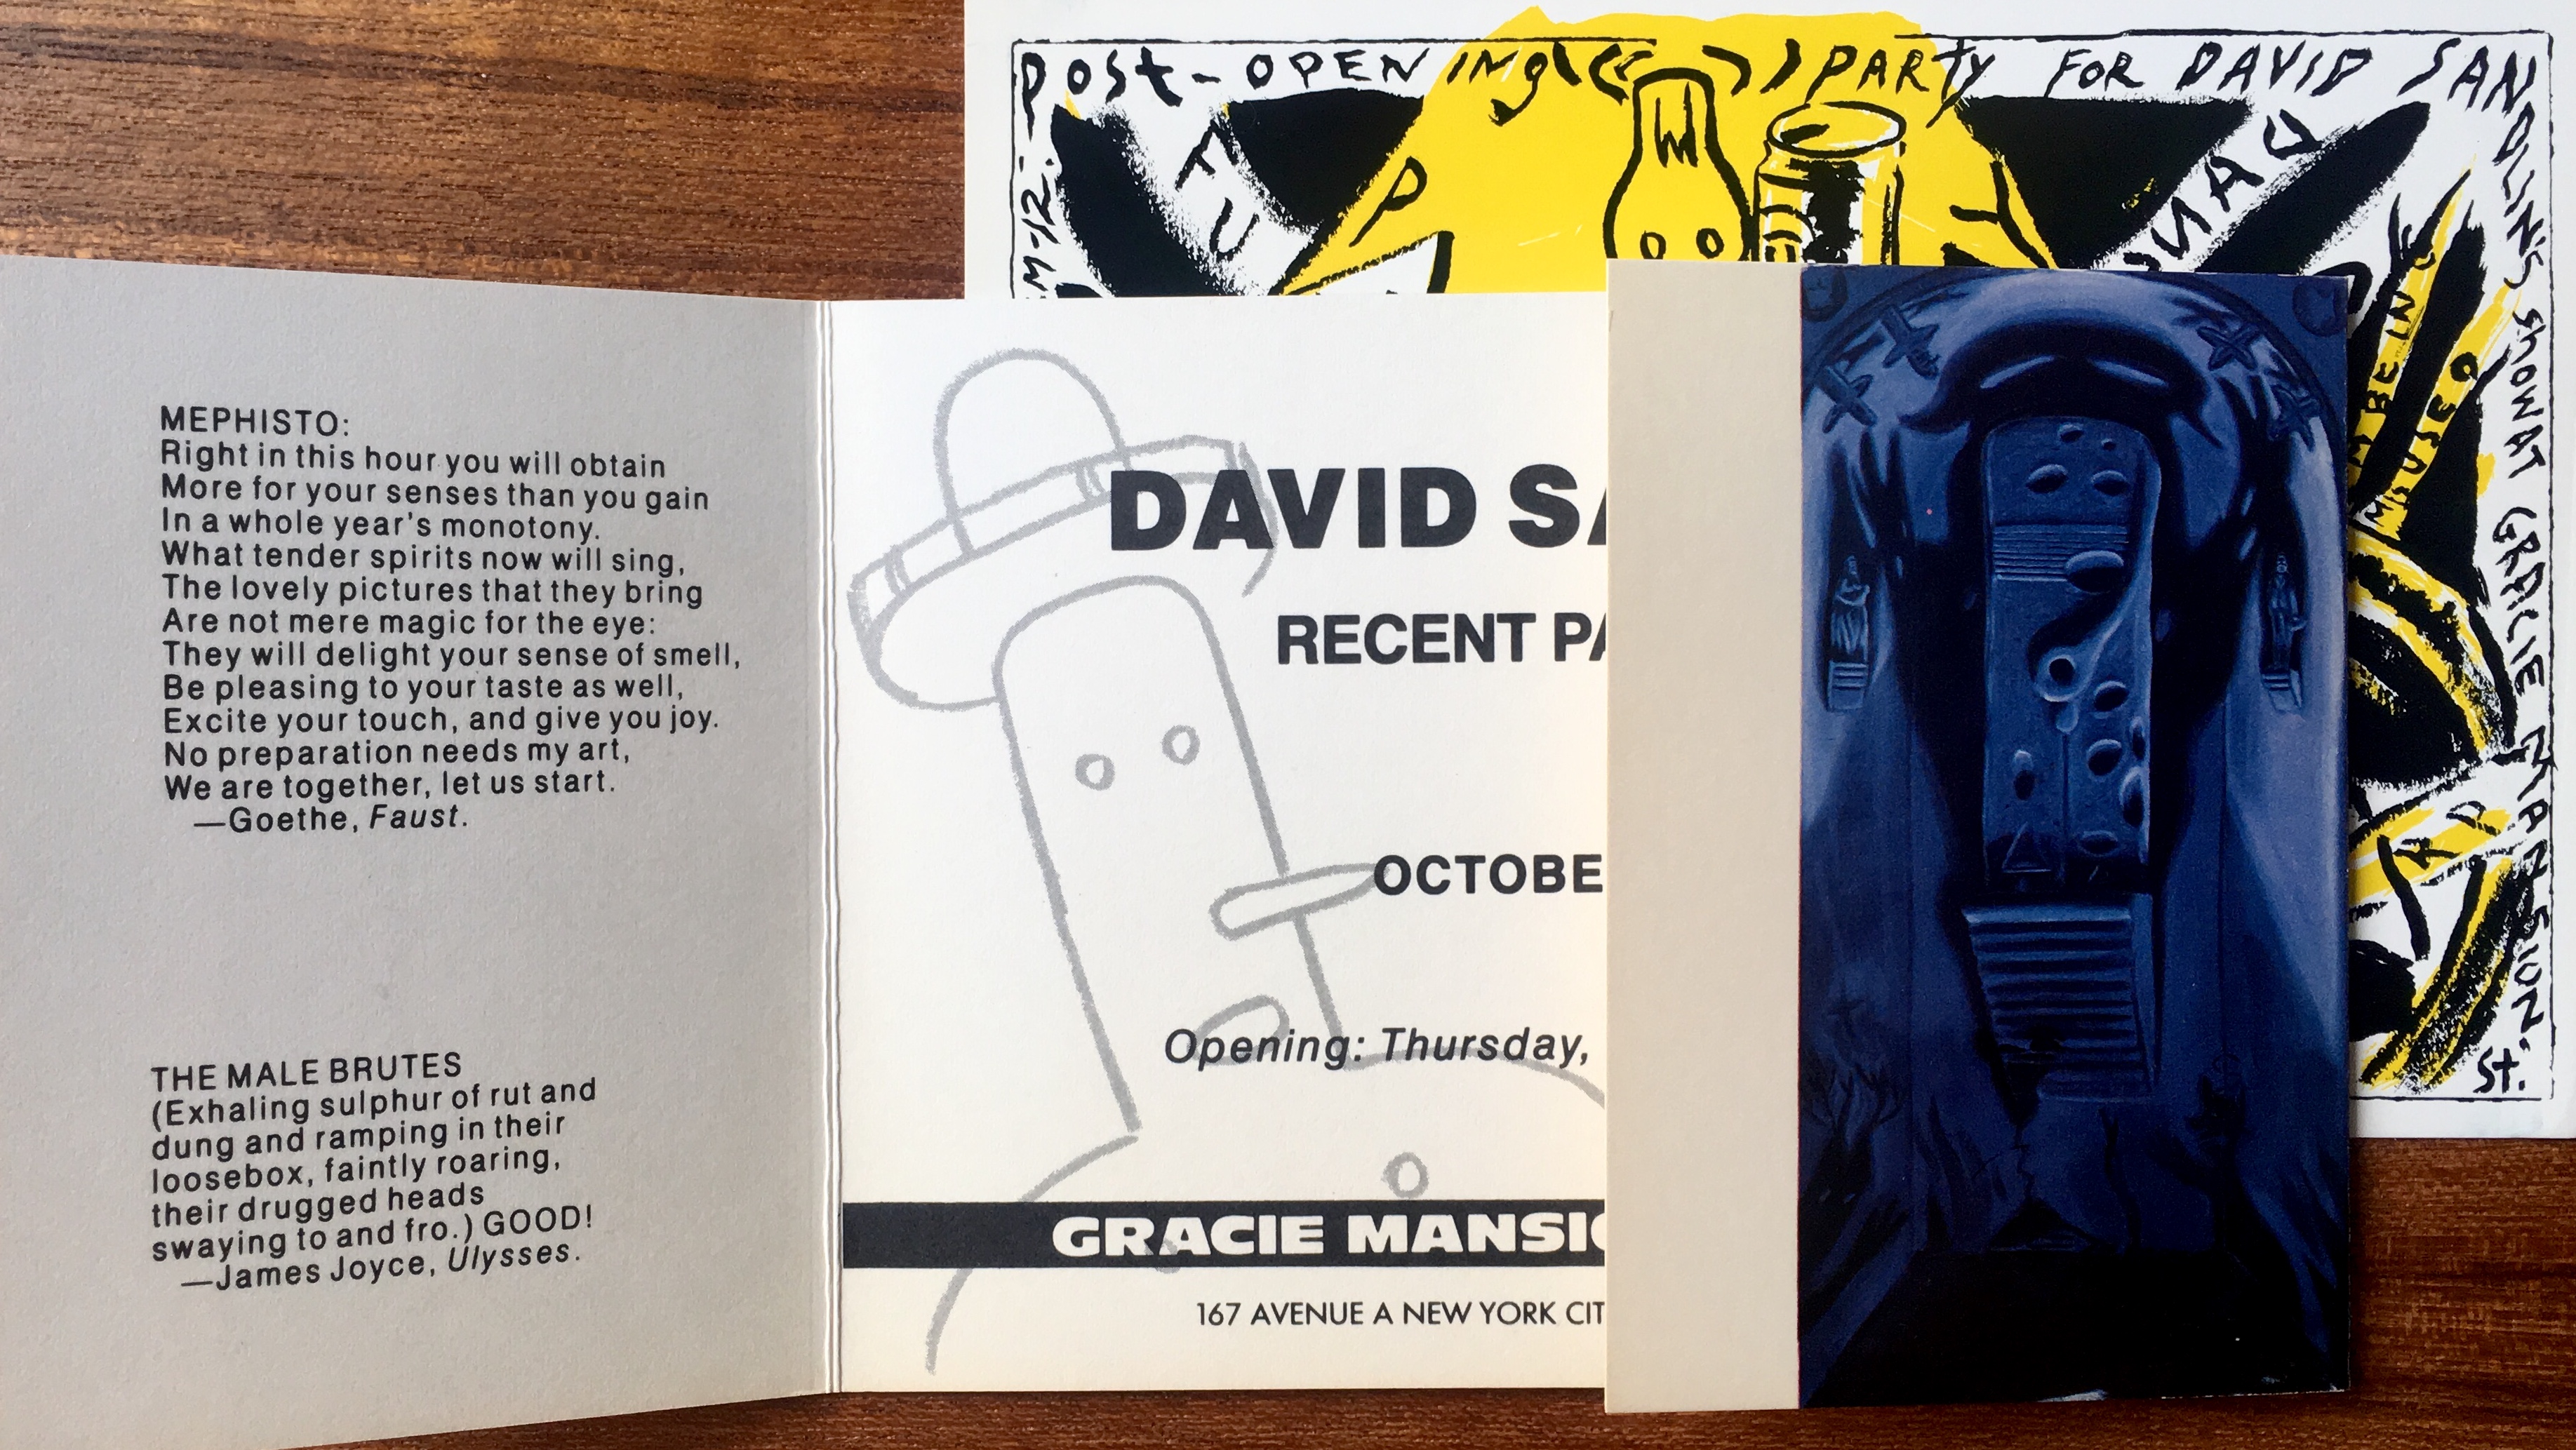 POST-OPENING((())PARTY FOR DAVID SANDLIN'S SHOW AT GRACIE MANSION.
St.
M-12:-
MEPHISTO:
Right in this hour you will obtain
More for your senses than you gain
In a whole year's monotony.
What tender spirits now will sing,
The lovely pictures that they bring
Are not mere magic for the eye:
They will delight your sense of smell,
Be pleasing to your taste as well,
Excite your touch, and give you joy.
No preparation needs my art,
We are together, let us start.
—Goethe, Faust.
THE MALE BRUTES
(Exhaling sulphur of rut and
dung and ramping in their
loosebox, faintly roaring,
their drugged heads
swaying to and fro.) GOOD!
—James Joyce, Ulysses.
DAVID SA
RECENT PA
OCTOBE
Opening: Thursday,
GRACIE MANSIO
167 AVENUE A NEW YORK CIT